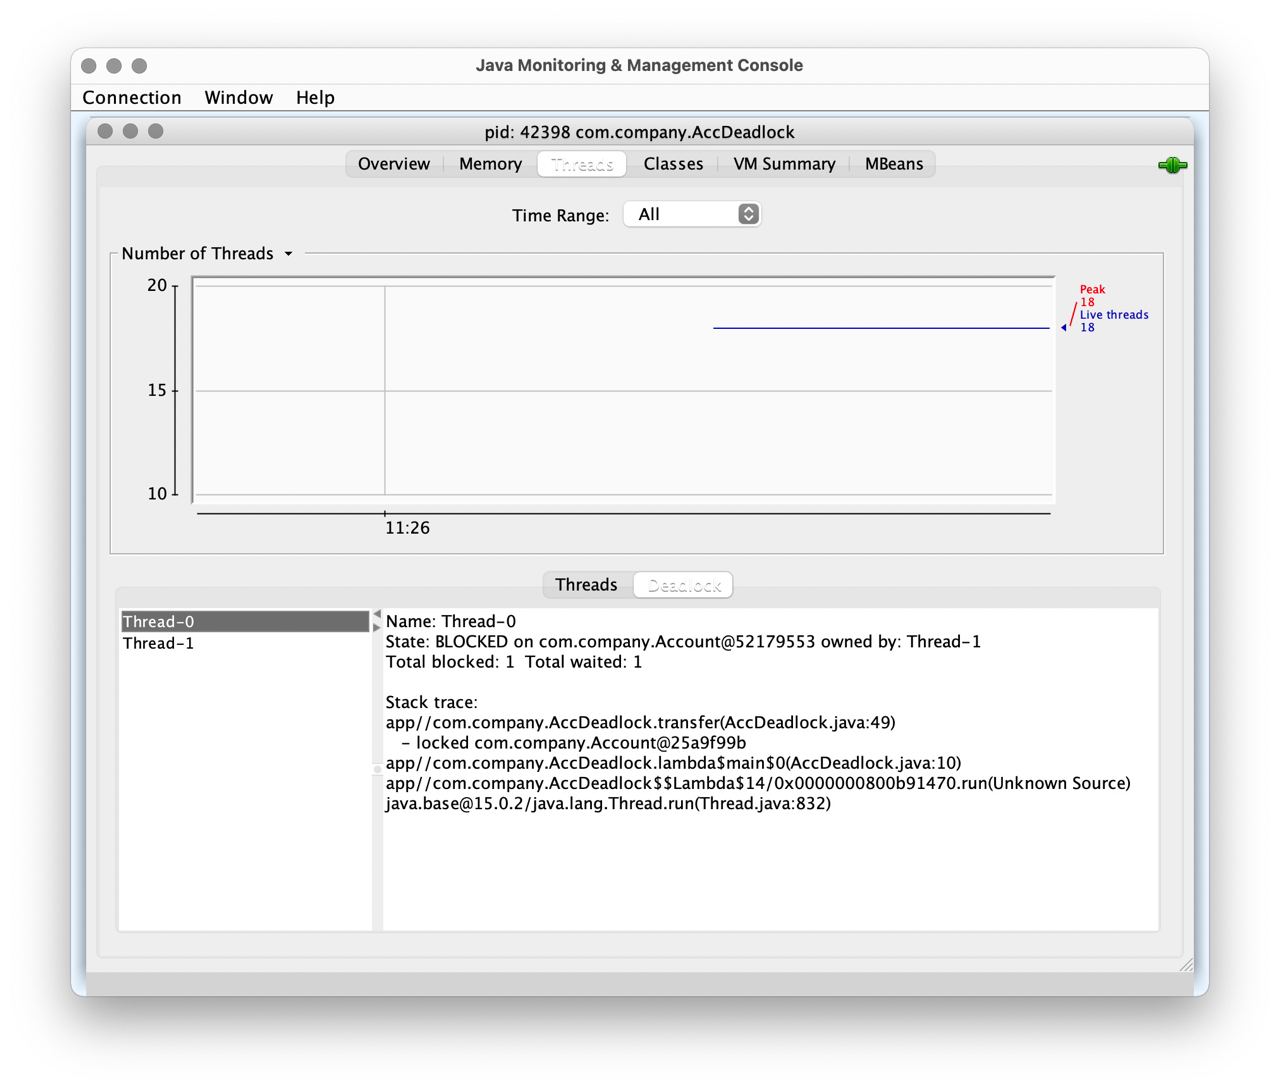 Java Monitoring & Management Console
Connection Window Help
pid: 42398 com.company.AccDeadlock
Overview Memory Threads Classes VM Summary MBeans
Time Range: All
Number of Threads
20
15
10
11:26
Peak
18
Live threads
18
Threads Deadlock
Thread-0
Thread-1
Name: Thread-0
State: BLOCKED on com.company.Account@52179553 owned by: Thread-1
Total blocked: 1 Total waited: 1
Stack trace:
app//com.company.AccDeadlock.transfer(AccDeadlock.java:49)
- locked com.company.Account@25a9f99b
app//com.company.AccDeadlock.lambda$main$0(AccDeadlock.java:10)
app//com.company.AccDeadlock$$Lambda$14/0x0000000800b91470.run(Unknown Source)
java.base@15.0.2/java.lang.Thread.run(Thread.java:832)